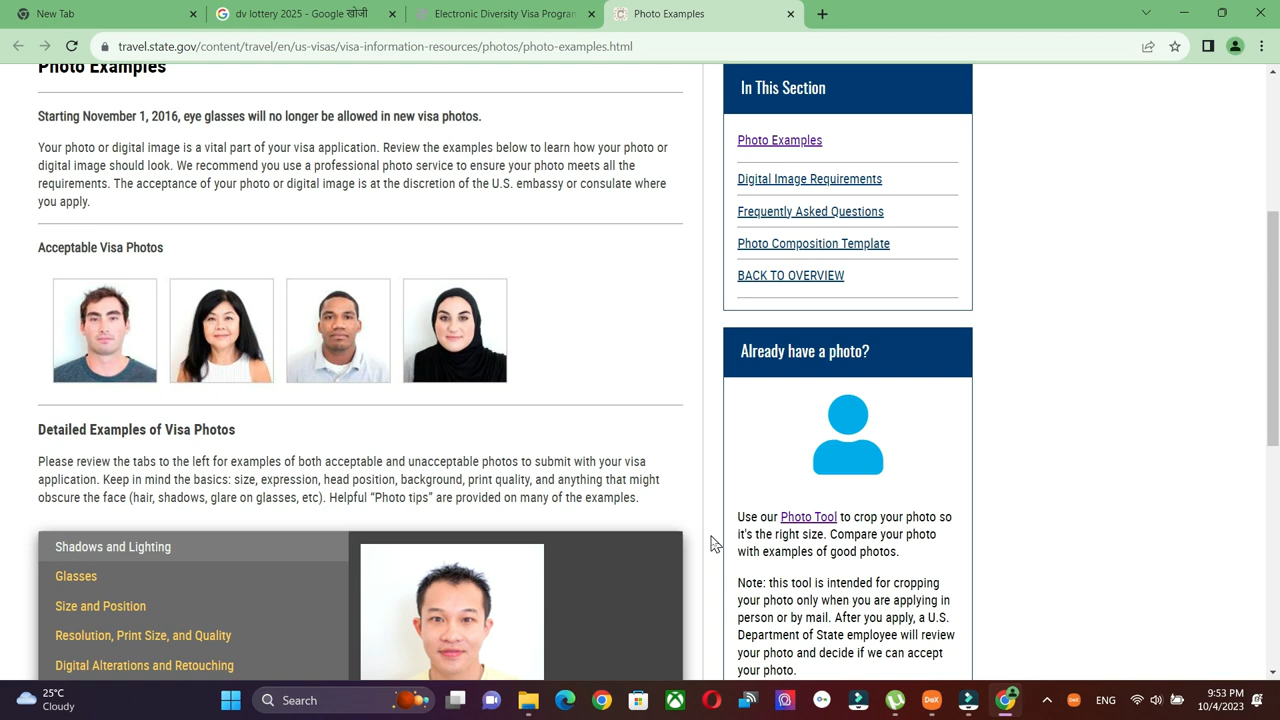 New Tab
dv lottery 2025 - Google खोजी
Electronic Diversity Visa Program
Photo Examples
travel.state.gov/content/travel/en/us-visas/visa-information-resources/photos/photo-examples.html
Photo Examples
Starting November 1, 2016, eye glasses will no longer be allowed in new visa photos.
Your photo or digital image is a vital part of your visa application. Review the examples below to learn how your photo or
digital image should look. We recommend you use a professional photo service to ensure your photo meets all the
requirements. The acceptance of your photo or digital image is at the discretion of the U.S. embassy or consulate where
you apply.
Acceptable Visa Photos
Detailed Examples of Visa Photos
Please review the tabs to the left for examples of both acceptable and unacceptable photos to submit with your visa
application. Keep in mind the basics: size, expression, head position, background, print quality, and anything that might
obscure the face (hair, shadows, glare on glasses, etc). Helpful “Photo tips” are provided on many of the examples.
Shadows and Lighting
Glasses
Size and Position
Resolution, Print Size, and Quality
Digital Alterations and Retouching
In This Section
Photo Examples
Digital Image Requirements
Frequently Asked Questions
Photo Composition Template
BACK TO OVERVIEW
Already have a photo?
Use our Photo Tool to crop your photo so
it's the right size. Compare your photo
with examples of good photos.
Note: this tool is intended for cropping
your photo only when you are applying in
person or by mail. After you apply, a U.S.
Department of State employee will review
your photo and decide if we can accept
your photo.
25°C
Cloudy
Search
DeX
DeX
ENG
9:53 PM
10/4/2023